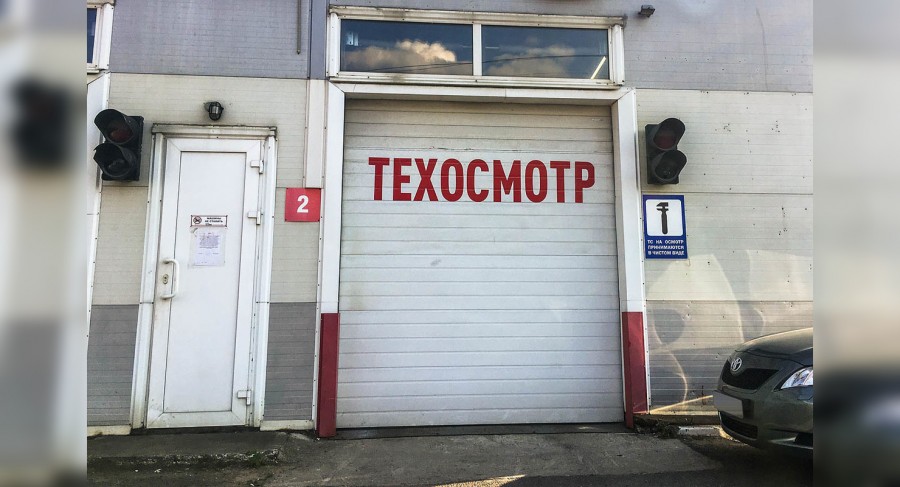 ТЕХОСМОТР
2
ТС НА ОСМОТР
ПРИНИМАЮТСЯ
В ЧИСТОМ ВИДЕ